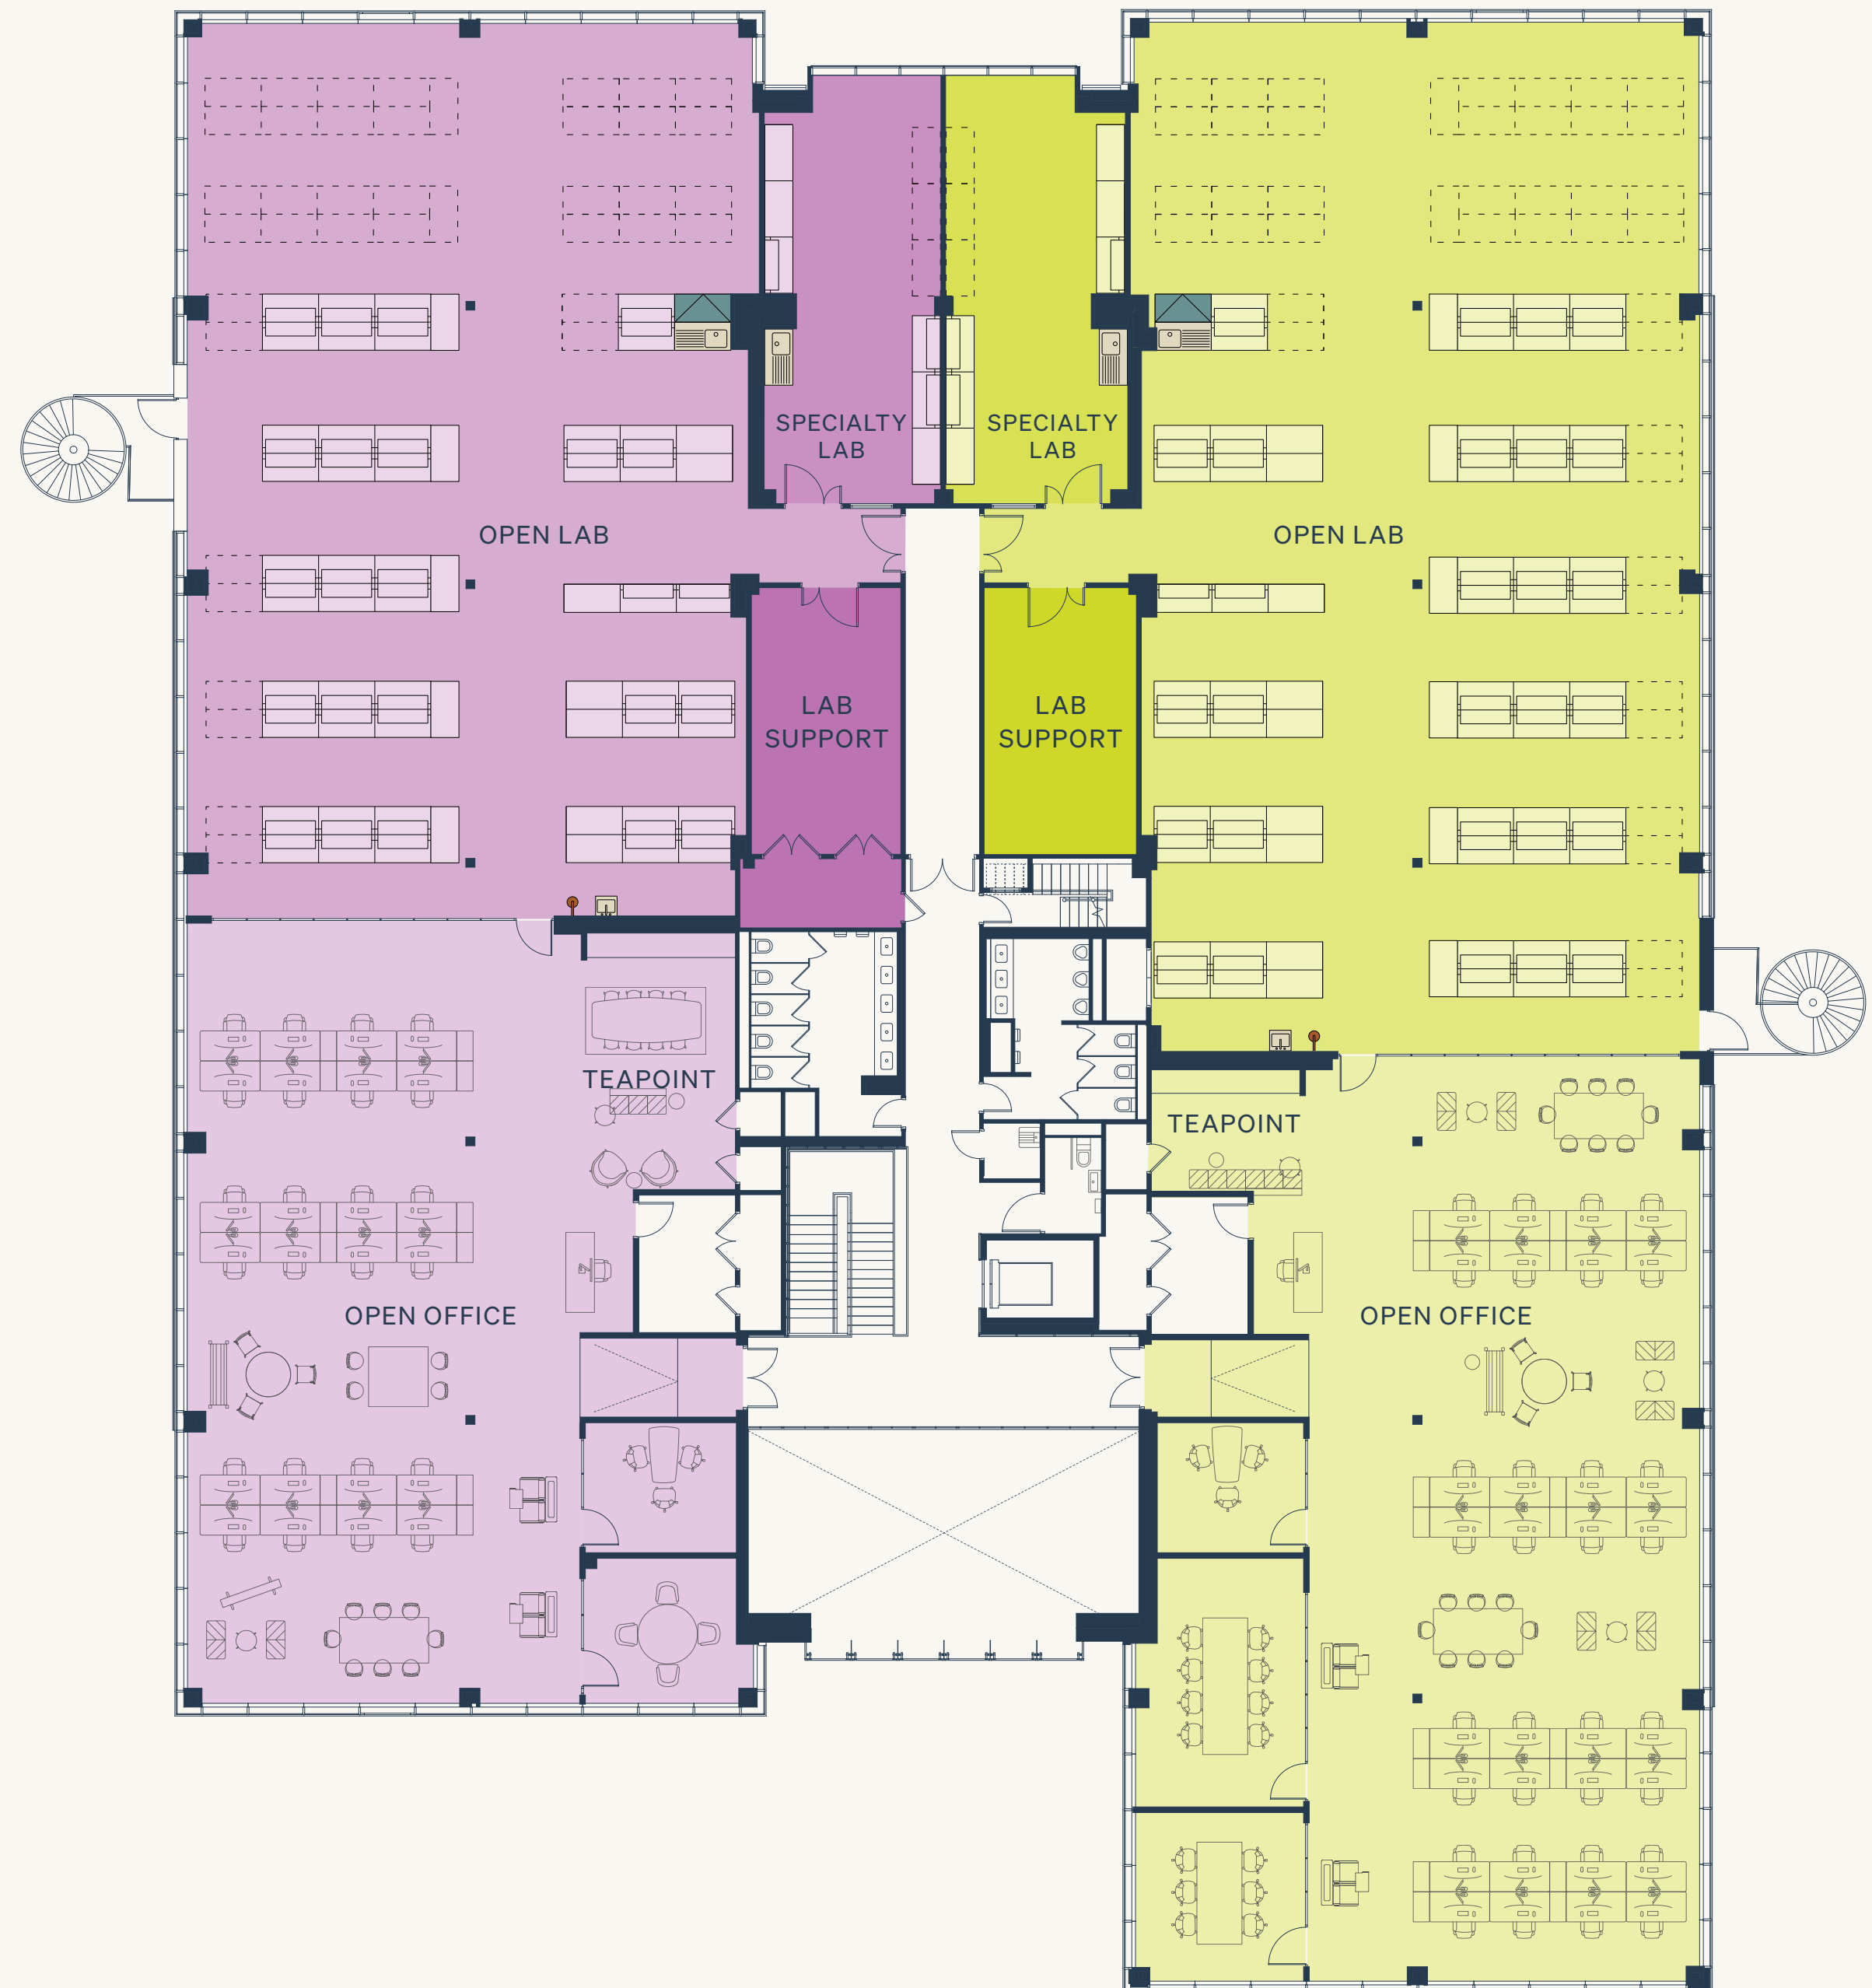 SPECIALTY
LAB
SPECIALTY
LAB
OPEN LAB
OPEN LAB
LAB
SUPPORT
LAB
SUPPORT
TEAPOINT
TEAPOINT
OPEN OFFICE
OPEN OFFICE